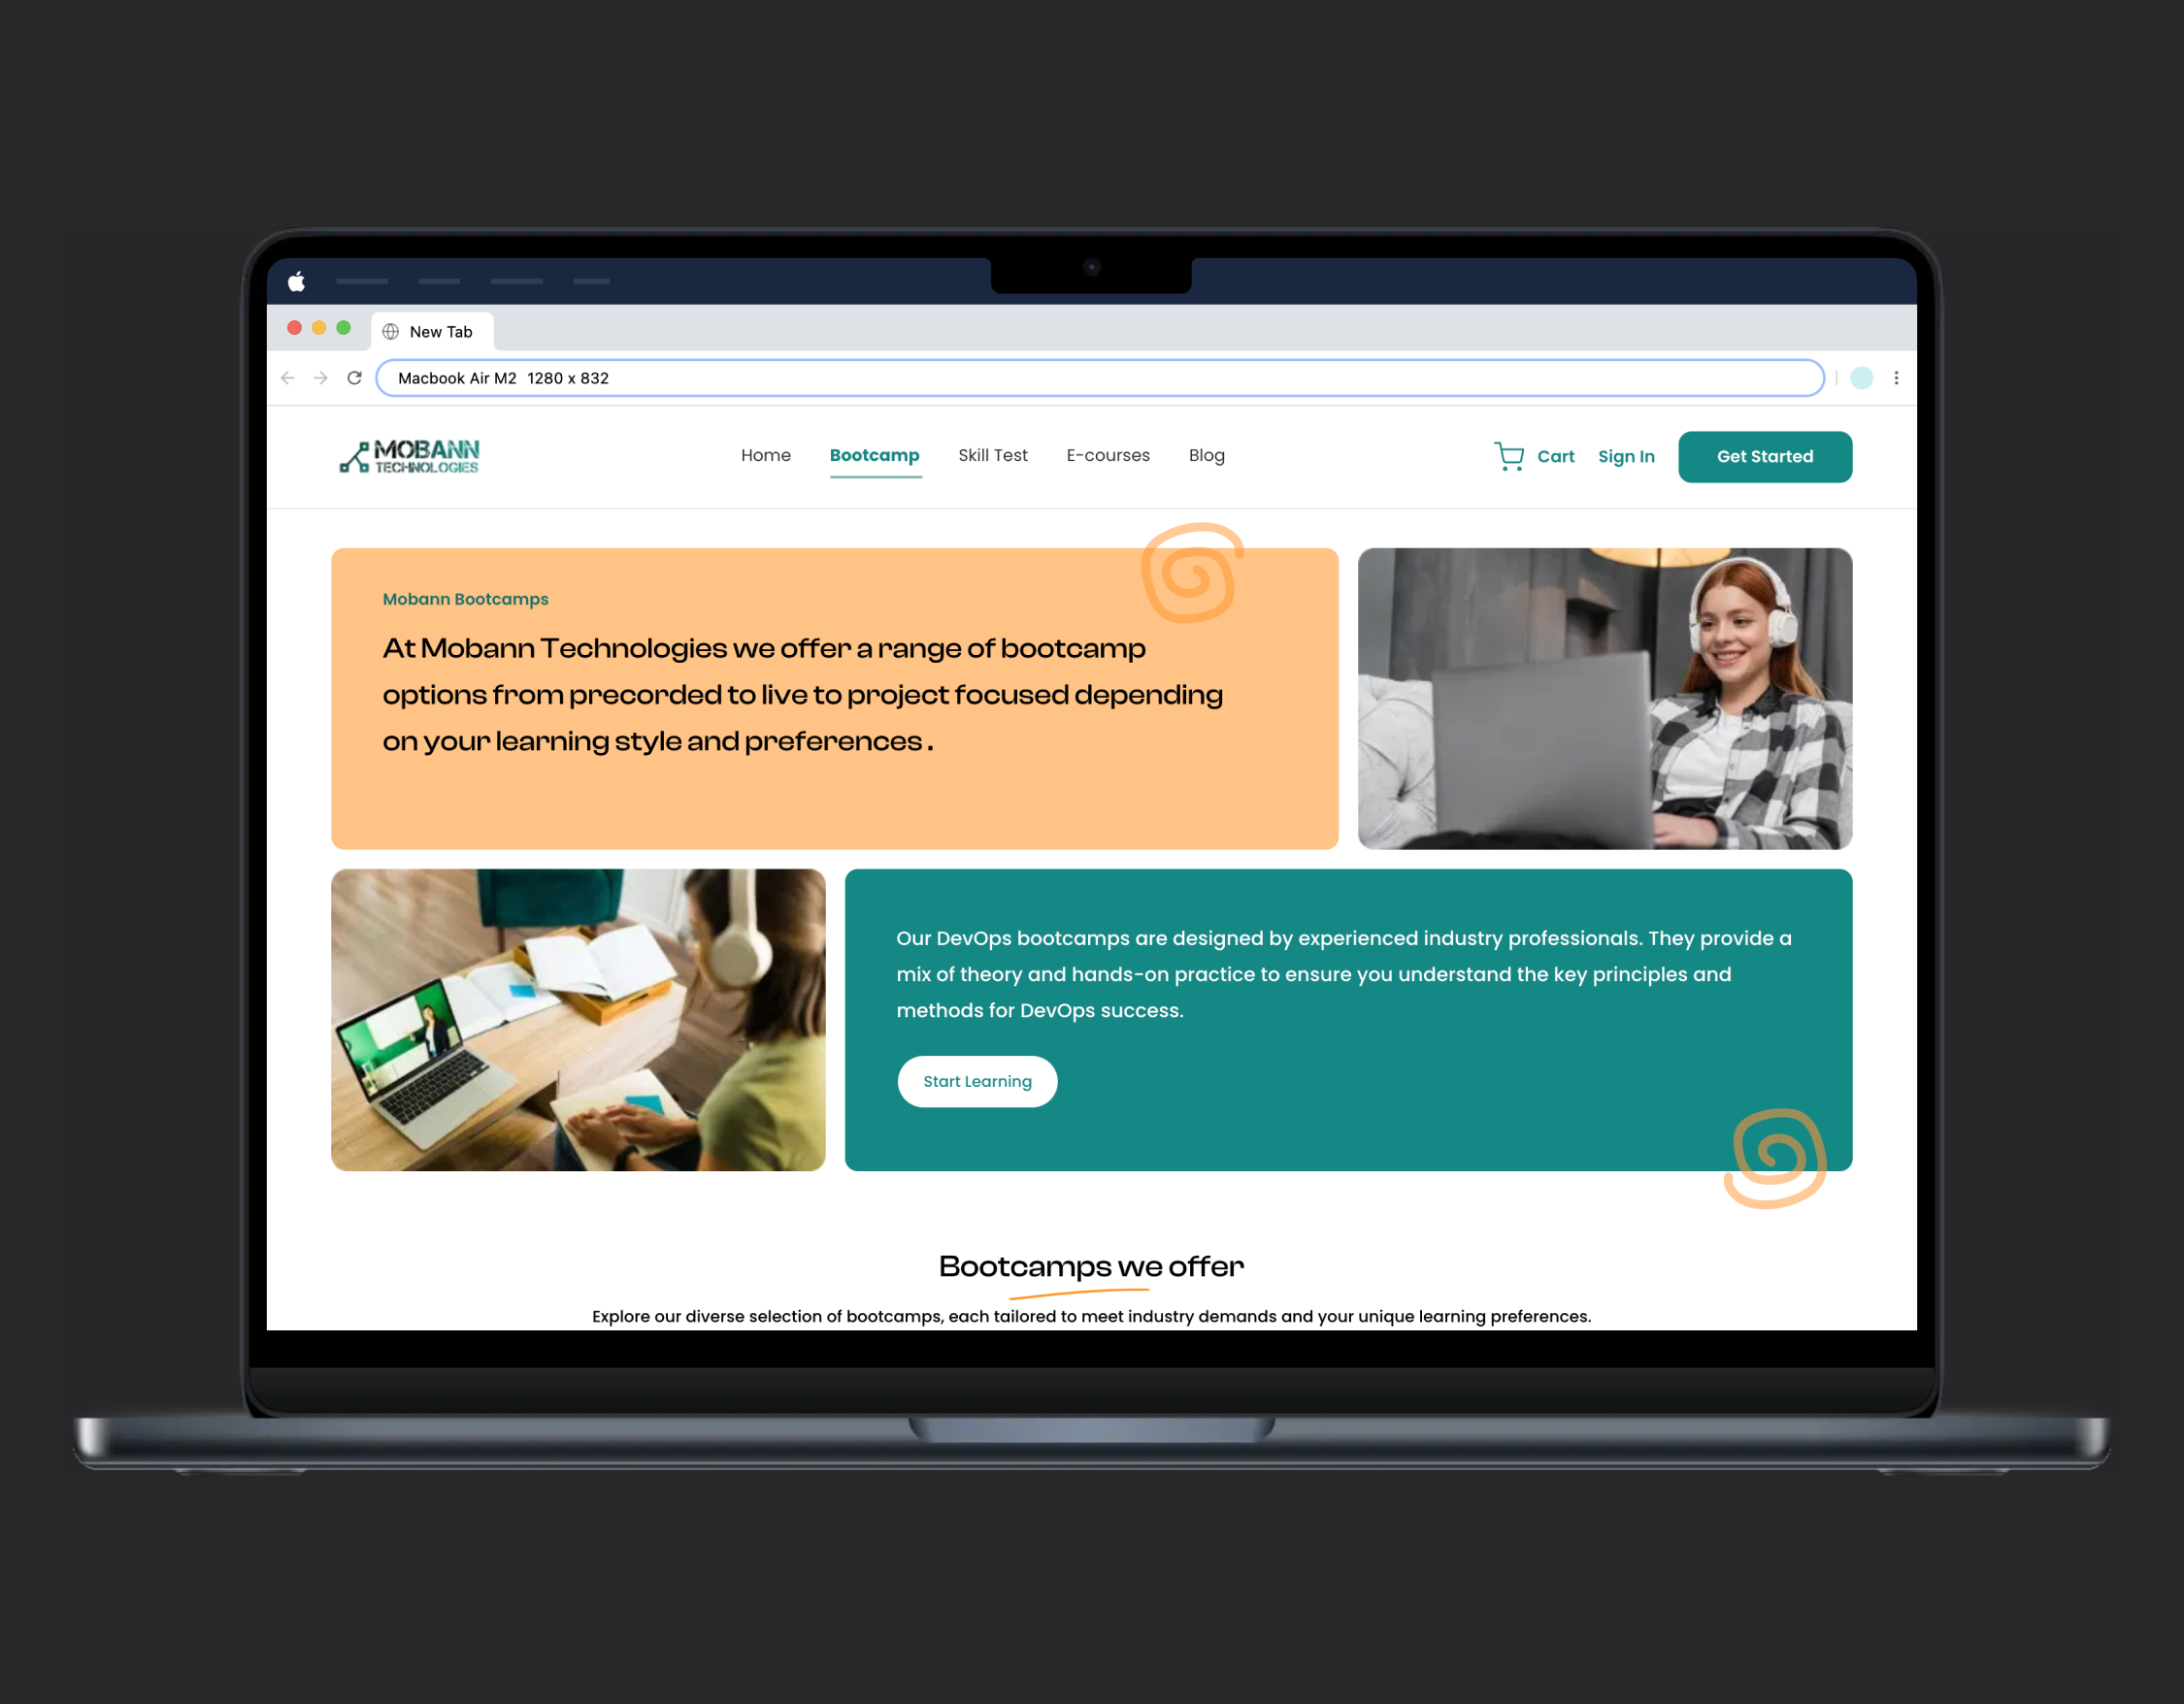 New Tab
Macbook Air M2 1280 x 832
MOBANN
TECHNOLOGIES
Home Bootcamp Skill Test E-courses Blog Cart Sign In Get Started
Mobann Bootcamps
At Mobann Technologies we offer a range of bootcamp
options from precorded to live to project focused depending
on your learning style and preferences .
Our DevOps bootcamps are designed by experienced industry professionals. They provide a
mix of theory and hands-on practice to ensure you understand the key principles and
methods for DevOps success.
Start Learning
Bootcamps we offer
Explore our diverse selection of bootcamps, each tailored to meet industry demands and your unique learning preferences.